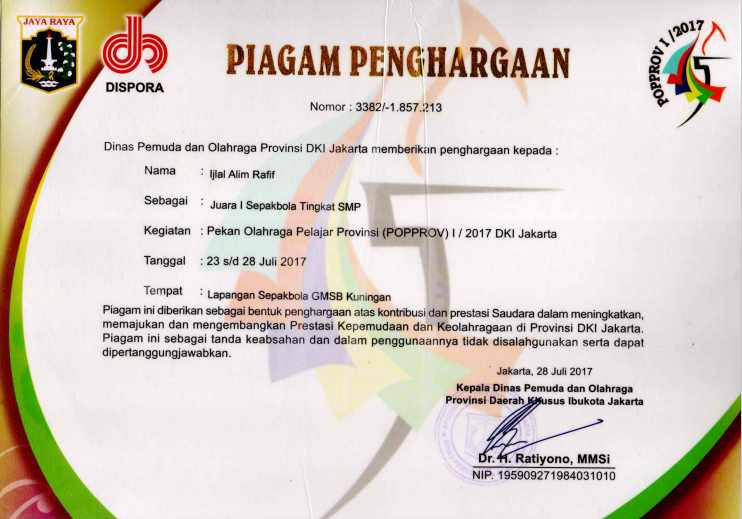 JAYA RAYA
DISPORA
PIAGAM PENGHARGAAN
POPPROV I / 2017
Nomor : 3382/-1.857.213
Dinas Pemuda dan Olahraga Provinsi DKI Jakarta memberikan penghargaan kepada :
Nama : Ijlal Alim Rafif
Sebagai : Juara I Sepakbola Tingkat SMP
Kegiatan : Pekan Olahraga Pelajar Provinsi (POPPROV) I / 2017 DKI Jakarta
Tanggal : 23 s/d 28 Juli 2017
Tempat : Lapangan Sepakbola GMSB Kuningan
Piagam ini diberikan sebagai bentuk penghargaan atas kontribusi dan prestasi Saudara dalam meningkatkan,
memajukan dan mengembangkan Prestasi Kepemudaan dan Keolahragaan di Provinsi DKI Jakarta.
Piagam ini sebagai tanda keabsahan dan dalam penggunaannya tidak disalahgunakan serta dapat
dipertanggungjawabkan.
Jakarta, 28 Juli 2017
Kepala Dinas Pemuda dan Olahraga
Provinsi Daerah Khusus Ibukota Jakarta
Dr. H. Ratiyono, MMSi
NIP. 195909271984031010